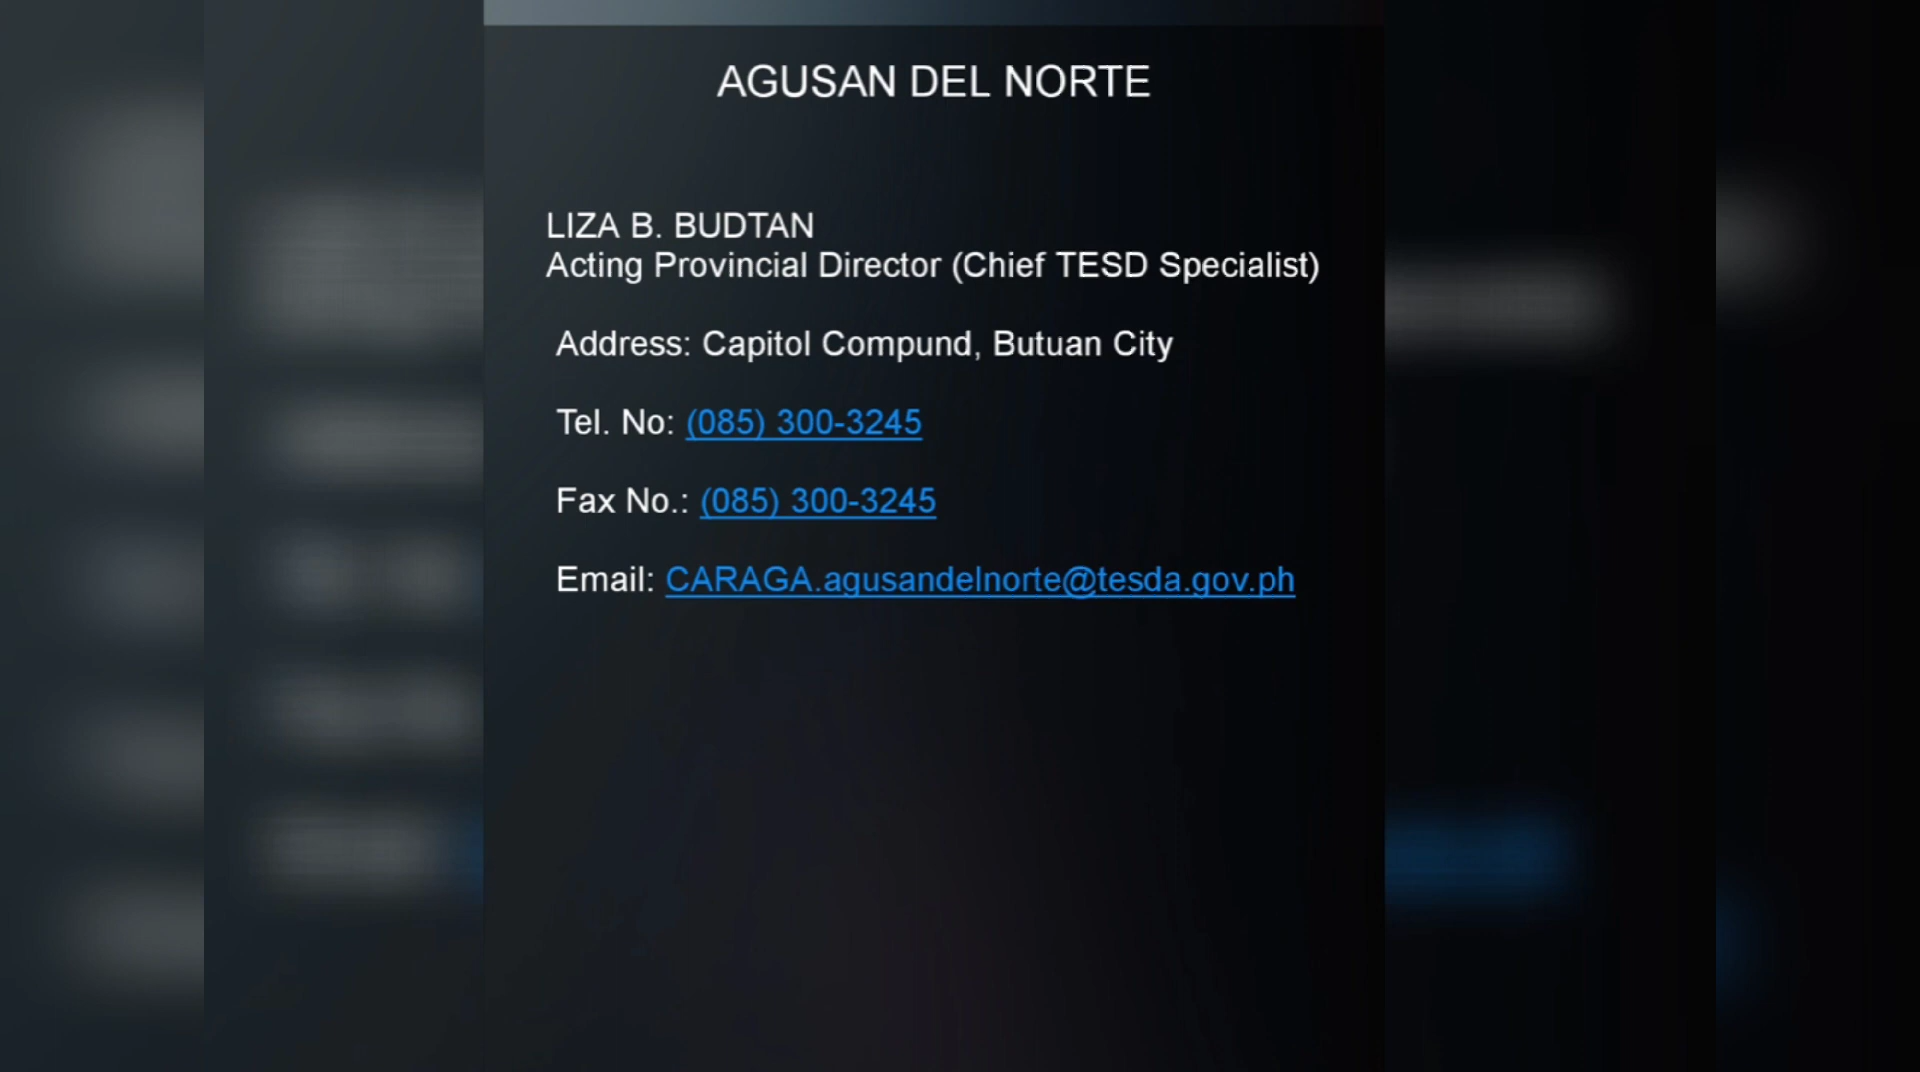 AGUSAN DEL NORTE
LIZA B. BUDTAN
Acting Provincial Director (Chief TESD Specialist)
Address: Capitol Compund, Butuan City
Tel. No: (085) 300-3245
Fax No.: (085) 300-3245
Email: CARAGA.agusandelnorte@tesda.gov.ph